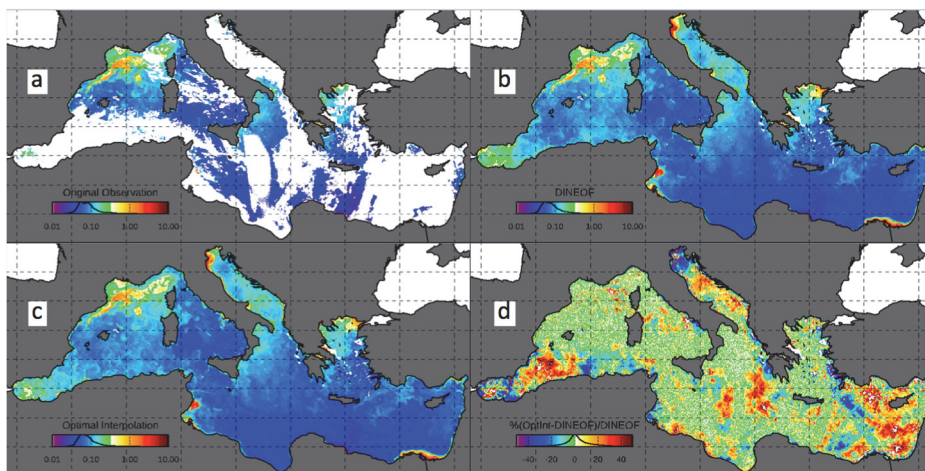 a
Original Observation
0.01 0.10 1.00 10.00
b
DINEOF
0.01 0.10 1.00 10.00
c
Optimal Interpolation
0.01 0.10 1.00 10.00
d
%(OptInt-DINEOF)/DINEOF
-40 -20 0 20 40